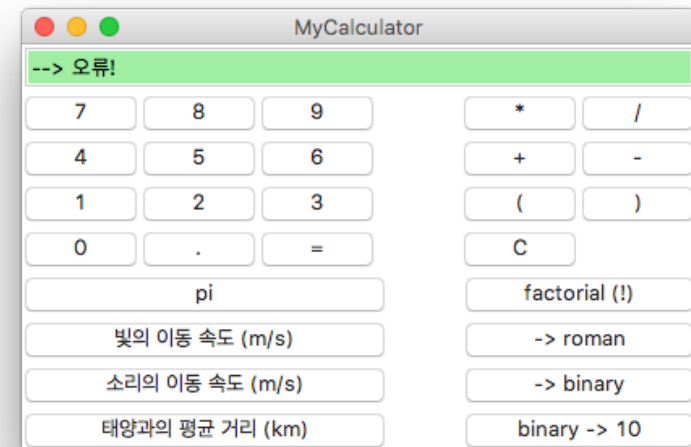 MyCalculator
--> 오류!
7 8 9 * /
4 5 6 + -
1 2 3 ( )
0 . = C
pi factorial (!)
빛의 이동 속도 (m/s) -> roman
소리의 이동 속도 (m/s) -> binary
태양과의 평균 거리 (km) binary -> 10